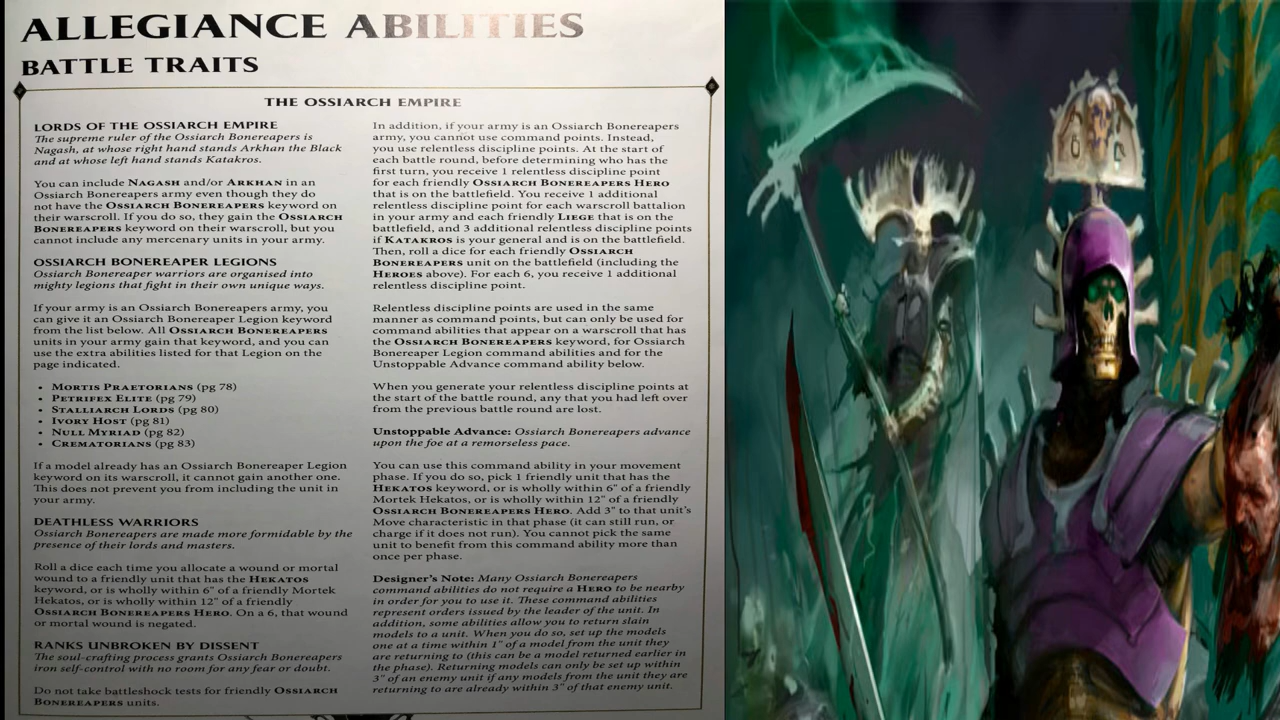 ALLEGIANCE ABILITIES
BATTLE TRAITS
THE OSSIARCH EMPIRE
LORDS OF THE OSSIARCH EMPIRE
The supreme ruler of the Ossiarch Bonereapers is
Nagash, at whose right hand stands Arkhan the Black
and at whose left hand stands Katakros.
You can include NAGASH and/or ARKHAN in an
Ossiarch Bonereapers army even though they do
not have the OSSIARCH BONEREAPERS keyword on
their warscroll. If you do so, they gain the OSSIARCH
BONEREAPERS keyword on their warscroll, but you
cannot include any mercenary units in your army.
OSSIARCH BONEREAPER LEGIONS
Ossiarch Bonereaper warriors are organised into
mighty legions that fight in their own unique ways.
If your army is an Ossiarch Bonereapers army, you
can give it an Ossiarch Bonereaper Legion keyword
from the list below. All OSSIARCH BONEREAPERS
units in your army gain that keyword, and you can
use the extra abilities listed for that Legion on the
page indicated.
• MORTIS PRAETORIANS (pg 78)
• PETRIFEX ELITE (pg 79)
• STALLIARCH LORDS (pg 80)
• IVORY HOST (pg 81)
• NULL MYRIAD (pg 82)
• CREMATORIANS (pg 83)
If a model already has an Ossiarch Bonereaper Legion
keyword on its warscroll, it cannot gain another one.
This does not prevent you from including the unit in
your army.
DEATHLESS WARRIORS
Ossiarch Bonereapers are made more formidable by the
presence of their lords and masters.
Roll a dice each time you allocate a wound or mortal
wound to a friendly unit that has the HEKATOS
keyword, or is wholly within 6" of a friendly Mortek
Hekatos, or is wholly within 12" of a friendly
OSSIARCH BONEREAPERS HERO. On a 6, that wound
or mortal wound is negated.
RANKS UNBROKEN BY DISSENT
The soul-crafting process grants Ossiarch Bonereapers
iron self-control with no room for any fear or doubt.
Do not take battleshock tests for friendly OSSIARCH
BONEREAPERS units.
In addition, if your army is an Ossiarch Bonereapers
army, you cannot use command points. Instead,
you use relentless discipline points. At the start of
each battle round, before determining who has the
first turn, you receive 1 relentless discipline point
for each friendly OSSIARCH BONEREAPERS HERO
that is on the battlefield. You receive 1 additional
relentless discipline point for each warscroll battalion
in your army and each friendly LIEGE that is on the
battlefield, and 3 additional relentless discipline points
if KATAKROS is your general and is on the battlefield.
Then, roll a dice for each friendly OSSIARCH
BONEREAPERS unit on the battlefield (including the
HEROES above). For each 6, you receive 1 additional
relentless discipline point.
Relentless discipline points are used in the same
manner as command points, but can only be used for
command abilities that appear on a warscroll that has
the OSSIARCH BONEREAPERS keyword, for Ossiarch
Bonereaper Legion command abilities and for the
Unstoppable Advance command ability below.
When you generate your relentless discipline points at
the start of the battle round, any that you had left over
from the previous battle round are lost.
Unstoppable Advance: Ossiarch Bonereapers advance
upon the foe at a remorseless pace.
You can use this command ability in your movement
phase. If you do so, pick 1 friendly unit that has the
HEKATOS keyword, or is wholly within 6" of a friendly
Mortek Hekatos, or is wholly within 12" of a friendly
OSSIARCH BONEREAPERS HERO. Add 3" to that unit's
Move characteristic in that phase (it can still run, or
charge if it does not run). You cannot pick the same
unit to benefit from this command ability more than
once per phase.
Designer's Note: Many Ossiarch Bonereapers
command abilities do not require a HERO to be nearby
in order for you to use it. These command abilities
represent orders issued by the leader of the unit. In
addition, some abilities allow you to return slain
models to a unit. When you do so, set up the models
one at a time within 1" of a model from the unit they
are returning to (this can be a model returned earlier in
the phase). Returning models can only be set up within
3" of an enemy unit if any models from the unit they are
returning to are already within 3" of that enemy unit.